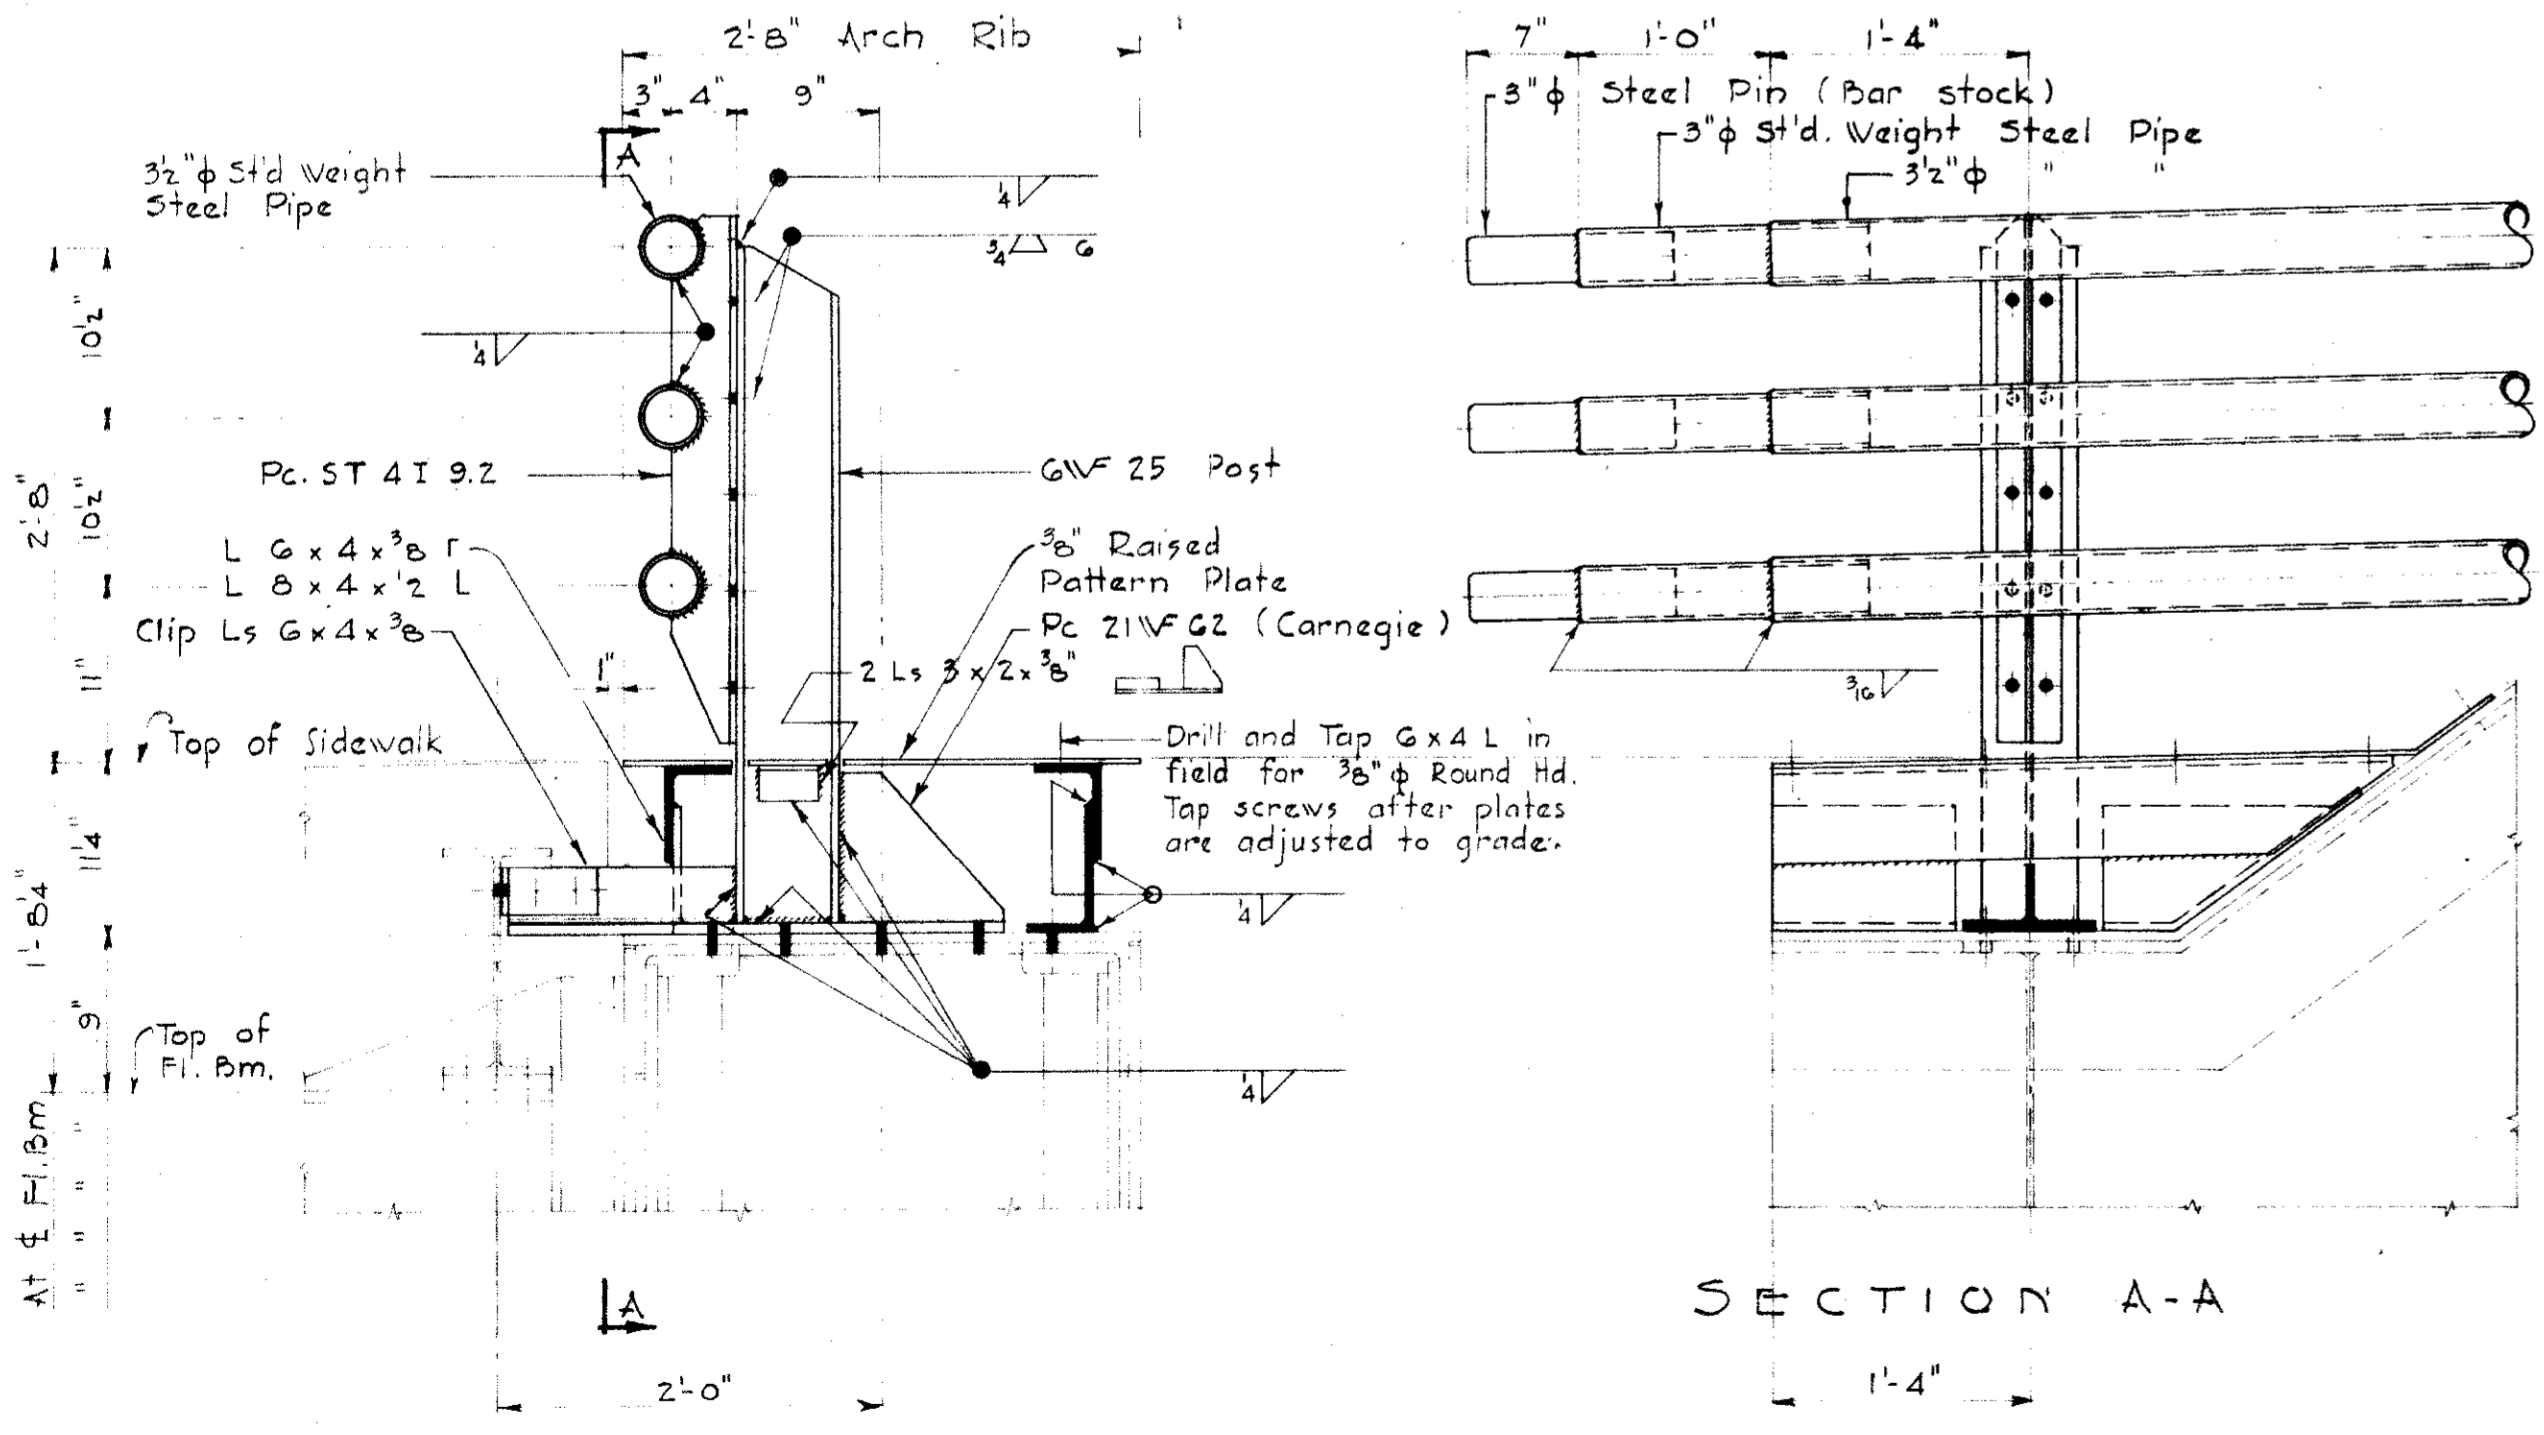 2'-8" Arch Rib
3" 4" 9"
A
3½"ϕ St'd Weight
Steel Pipe
¼
¾ 6
¼
10½"
10½"
11"
2'-8"
11¼"
1'-8¼"
9"
At ℄ Fl. Bm
" " " "
Pc. ST 4 I 9.2
6WF 25 Post
L 6 x 4 x ⅜ Γ
L 8 x 4 x ½ L
Clip Ls 6 x 4 x ⅜
1"
⅜" Raised
Pattern Plate
Pc 21WF 62 (Carnegie)
2 Ls 3 x 2 x ⅜"
Top of Sidewalk
Drill and Tap 6 x 4 L in
field for ⅜"ϕ Round Hd.
Tap screws after plates
are adjusted to grade.
¼
Top of
Fl. Bm.
¼
A
2'-0"
7" 1'-0" 1'-4"
3"ϕ Steel Pin (Bar stock)
3"ϕ St'd. Weight Steel Pipe
3½"ϕ " "
3/16
SECTION A-A
1'-4"